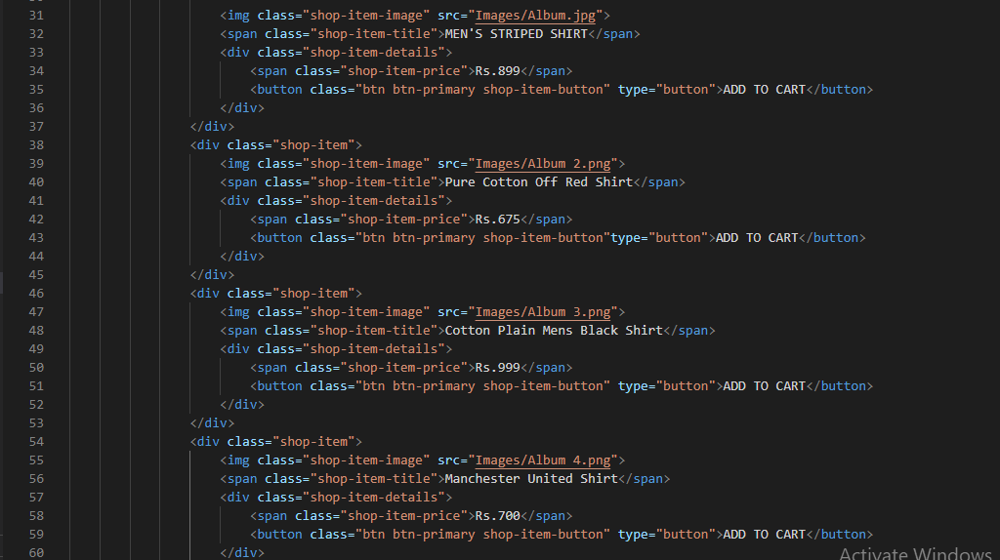 31 <img class="shop-item-image" src="Images/Album.jpg">
32 <span class="shop-item-title">MEN'S STRIPED SHIRT</span>
33 <div class="shop-item-details">
34 <span class="shop-item-price">Rs.899</span>
35 <button class="btn btn-primary shop-item-button" type="button">ADD TO CART</button>
36 </div>
37 </div>
38 <div class="shop-item">
39 <img class="shop-item-image" src="Images/Album 2.png">
40 <span class="shop-item-title">Pure Cotton Off Red Shirt</span>
41 <div class="shop-item-details">
42 <span class="shop-item-price">Rs.675</span>
43 <button class="btn btn-primary shop-item-button"type="button">ADD TO CART</button>
44 </div>
45 </div>
46 <div class="shop-item">
47 <img class="shop-item-image" src="Images/Album 3.png">
48 <span class="shop-item-title">Cotton Plain Mens Black Shirt</span>
49 <div class="shop-item-details">
50 <span class="shop-item-price">Rs.999</span>
51 <button class="btn btn-primary shop-item-button" type="button">ADD TO CART</button>
52 </div>
53 </div>
54 <div class="shop-item">
55 <img class="shop-item-image" src="Images/Album 4.png">
56 <span class="shop-item-title">Manchester United Shirt</span>
57 <div class="shop-item-details">
58 <span class="shop-item-price">Rs.700</span>
59 <button class="btn btn-primary shop-item-button" type="button">ADD TO CART</button>
60 </div>
Activate Windows